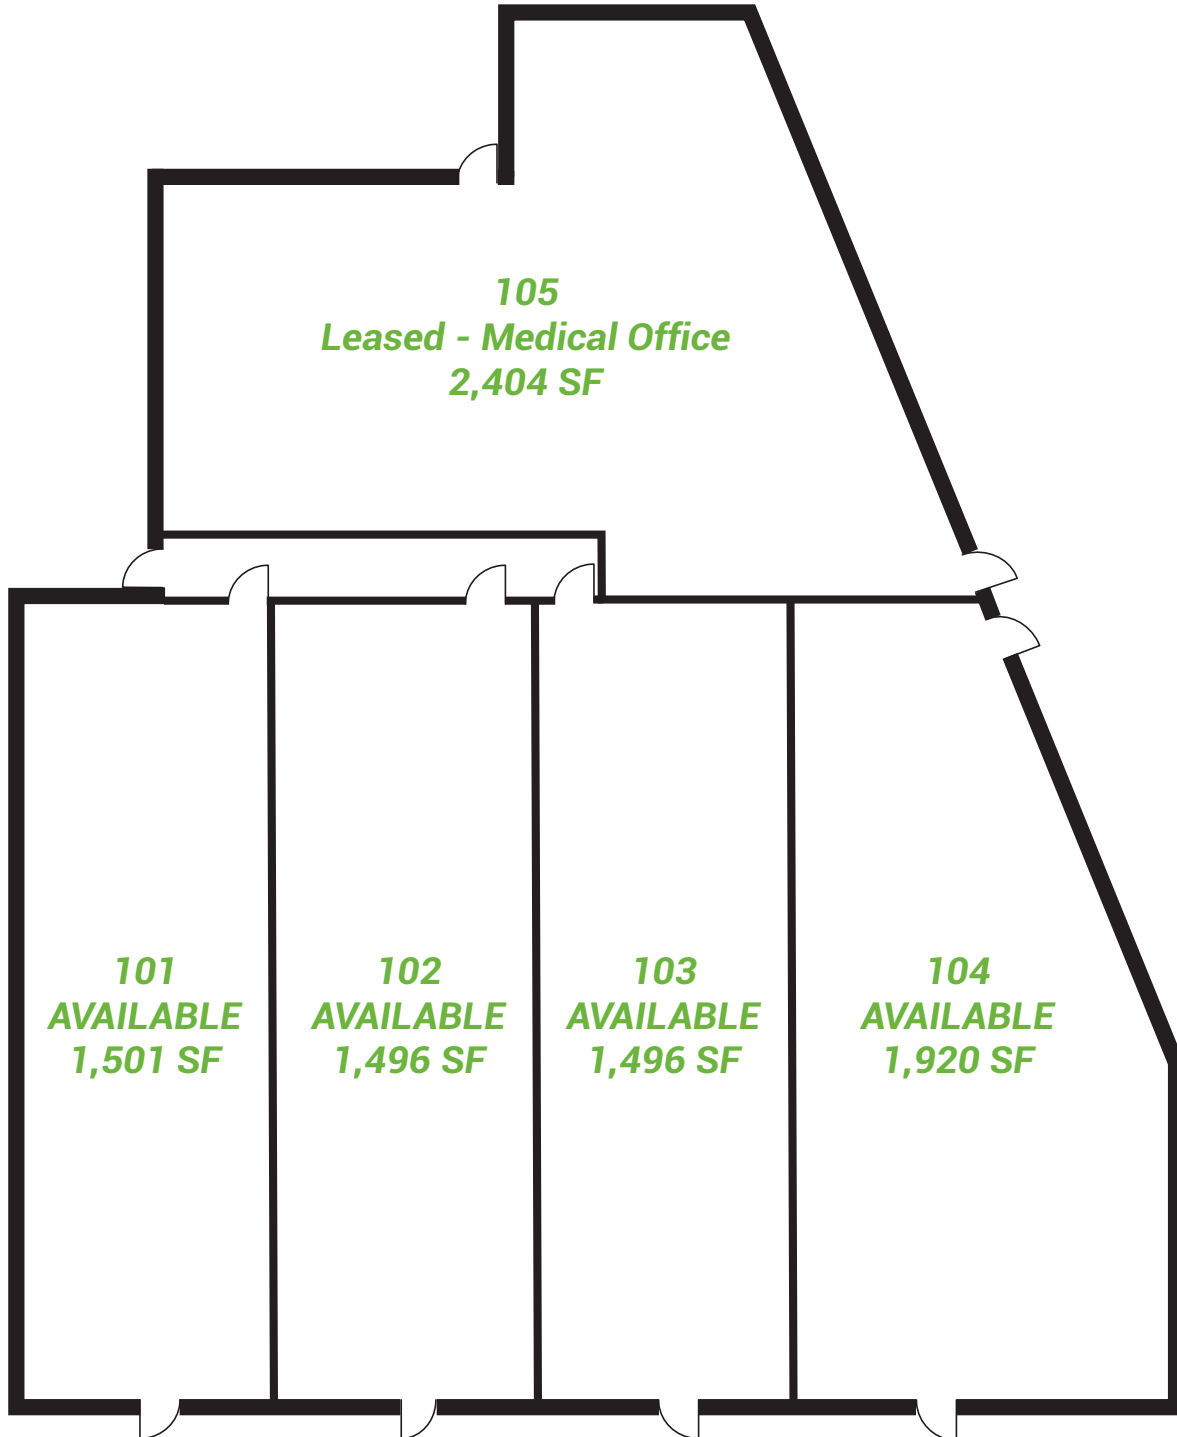 105
Leased - Medical Office
2,404 SF
101
AVAILABLE
1,501 SF
102
AVAILABLE
1,496 SF
103
AVAILABLE
1,496 SF
104
AVAILABLE
1,920 SF